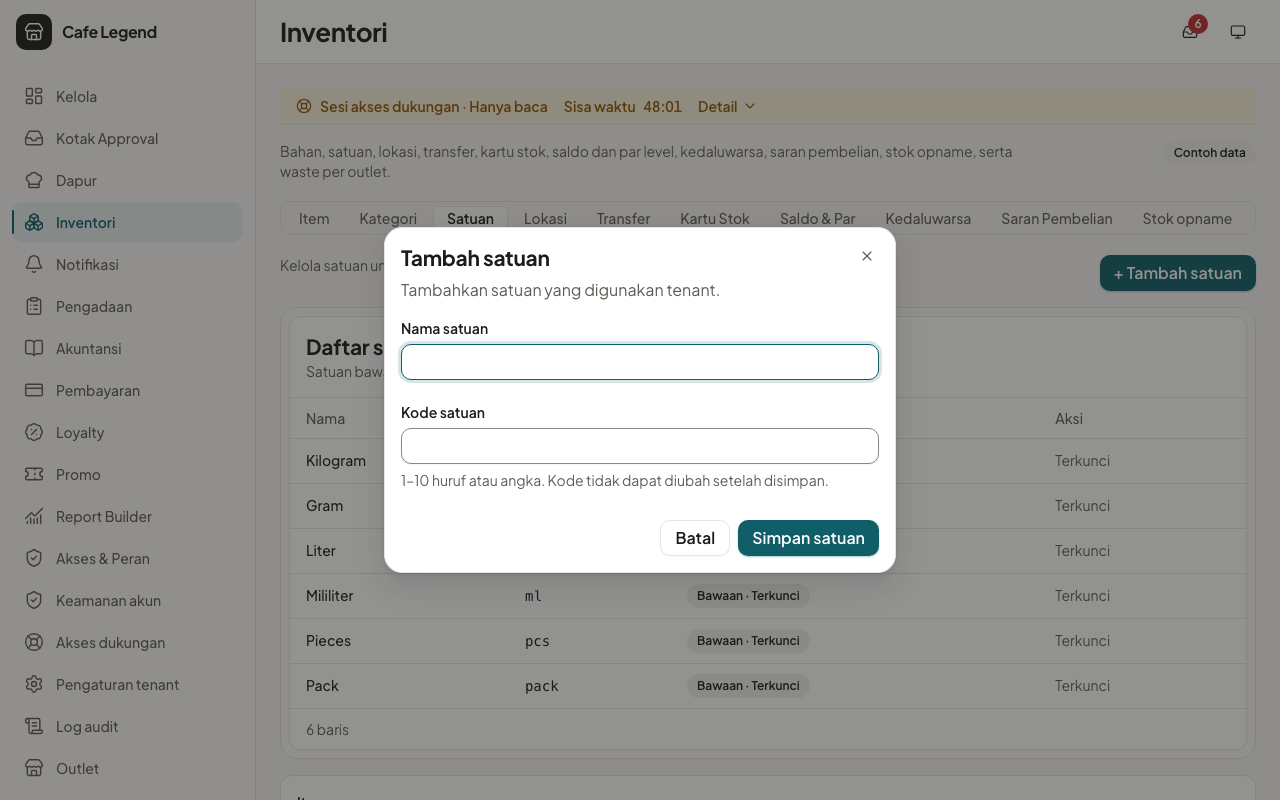 Cafe Legend
Kelola
Kotak Approval
Dapur
Inventori
Notifikasi
Pengadaan
Akuntansi
Pembayaran
Loyalty
Promo
Report Builder
Akses & Peran
Keamanan akun
Akses dukungan
Pengaturan tenant
Log audit
Outlet
Inventori
6
Sesi akses dukungan · Hanya baca Sisa waktu 48:01 Detail
Bahan, satuan, lokasi, transfer, kartu stok, saldo dan par level, kedaluwarsa, saran pembelian, stok opname, serta
waste per outlet.
Contoh data
Item Kategori Satuan Lokasi Transfer Kartu Stok Saldo & Par Kedaluwarsa Saran Pembelian Stok opname
Kelola satuan
+ Tambah satuan
Tambah satuan
Tambahkan satuan yang digunakan tenant.
Nama satuan
Kode satuan
1–10 huruf atau angka. Kode tidak dapat diubah setelah disimpan.
Batal Simpan satuan
Daftar
Satuan
Nama Aksi
Kilogram Terkunci
Gram Terkunci
Liter Terkunci
Mililiter ml Bawaan · Terkunci Terkunci
Pieces pcs Bawaan · Terkunci Terkunci
Pack pack Bawaan · Terkunci Terkunci
6 baris